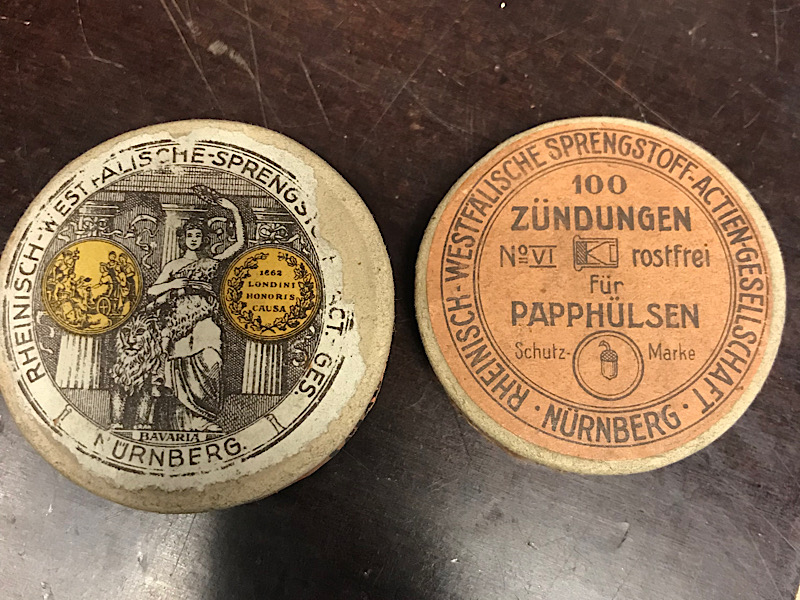 RHEINISCH-WESTFÄLISCHE-SPRENGST
ACT-GES.
1862
LONDINI
HONORIS
CAUSA
BAVARIA
NÜRNBERG
RHEINISCH-WESTFÄLISCHE SPRENGSTOFF-ACTIEN-GESELLSCHAFT
100
ZÜNDUNGEN
No VI rostfrei
für
PAPPHÜLSEN
Schutz- Marke
· NÜRNBERG ·